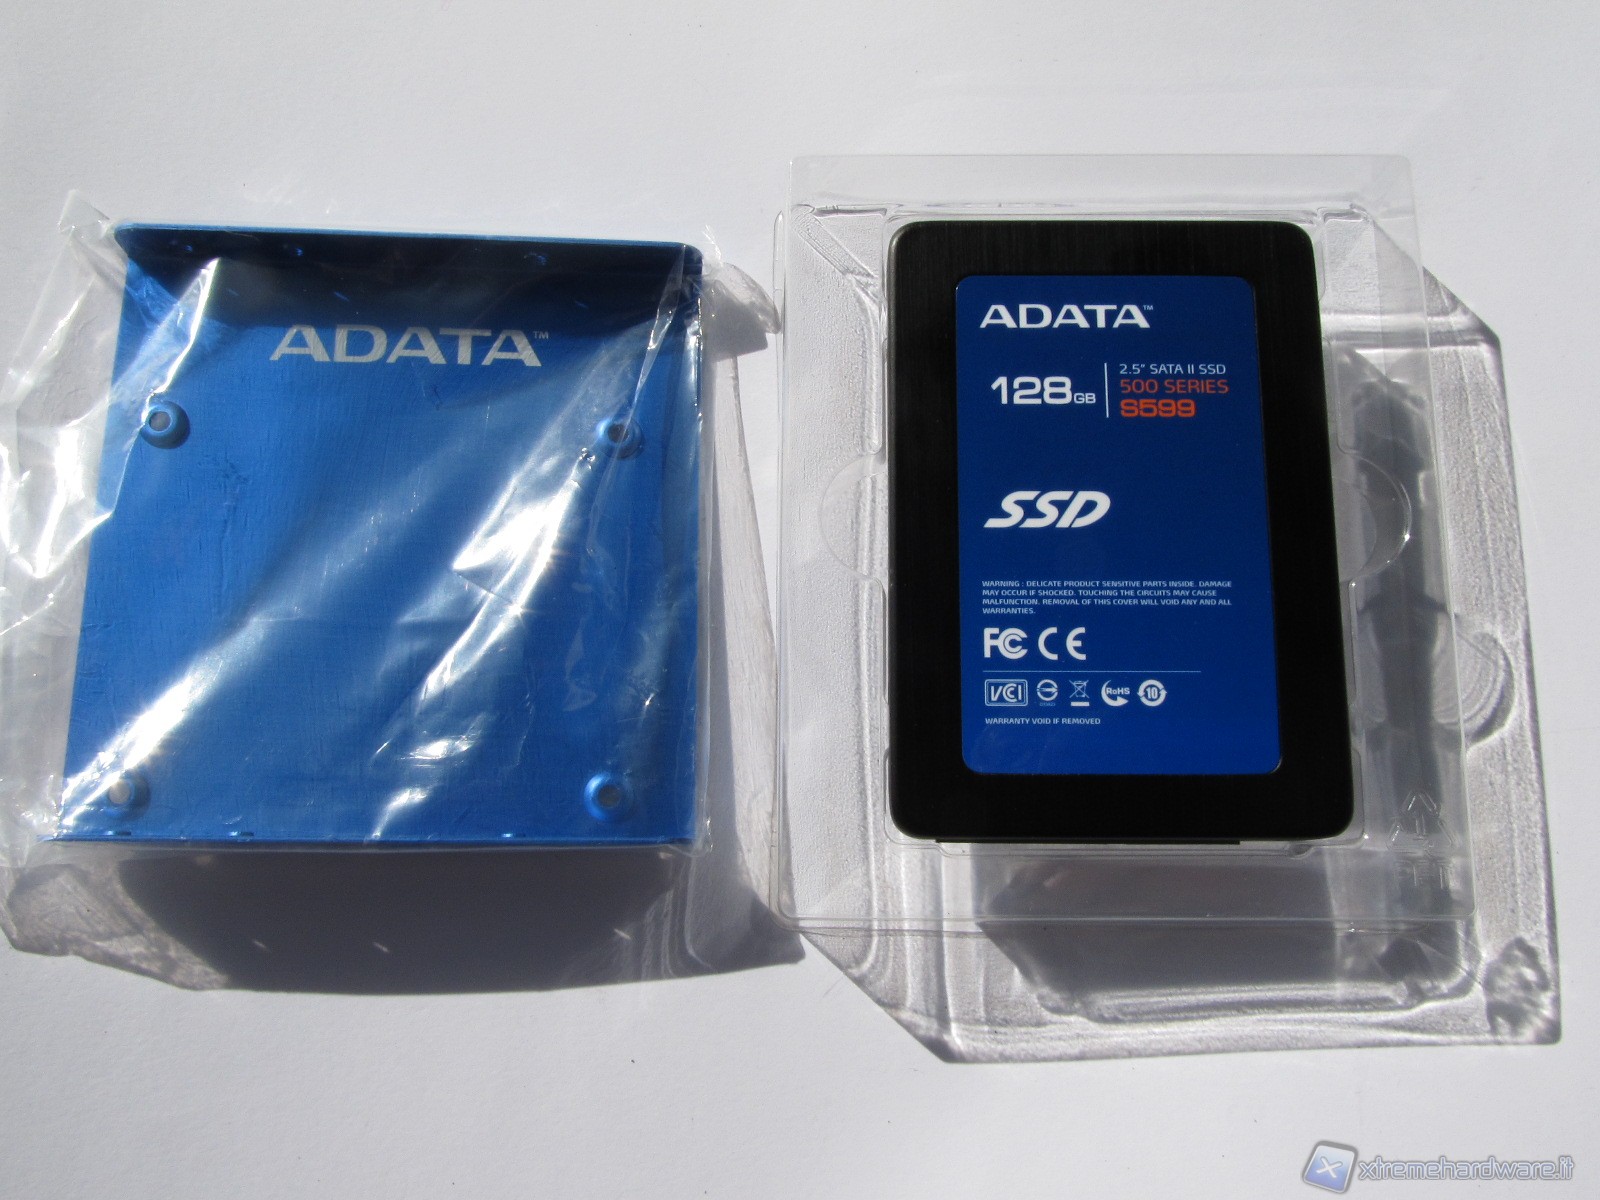 ADATA™
ADATA™
128GB
2.5" SATA II SSD
500 SERIES
S599
SSD
WARNING : DELICATE PRODUCT SENSITIVE PARTS INSIDE. DAMAGE
MAY OCCUR IF SHOCKED. TOUCHING THE CIRCUITS MAY CAUSE
MALFUNCTION. REMOVAL OF THIS COVER WILL VOID ANY AND ALL
WARRANTIES.
FC CE
VCI RoHS 10
WARRANTY VOID IF REMOVED
xtremehardware.it